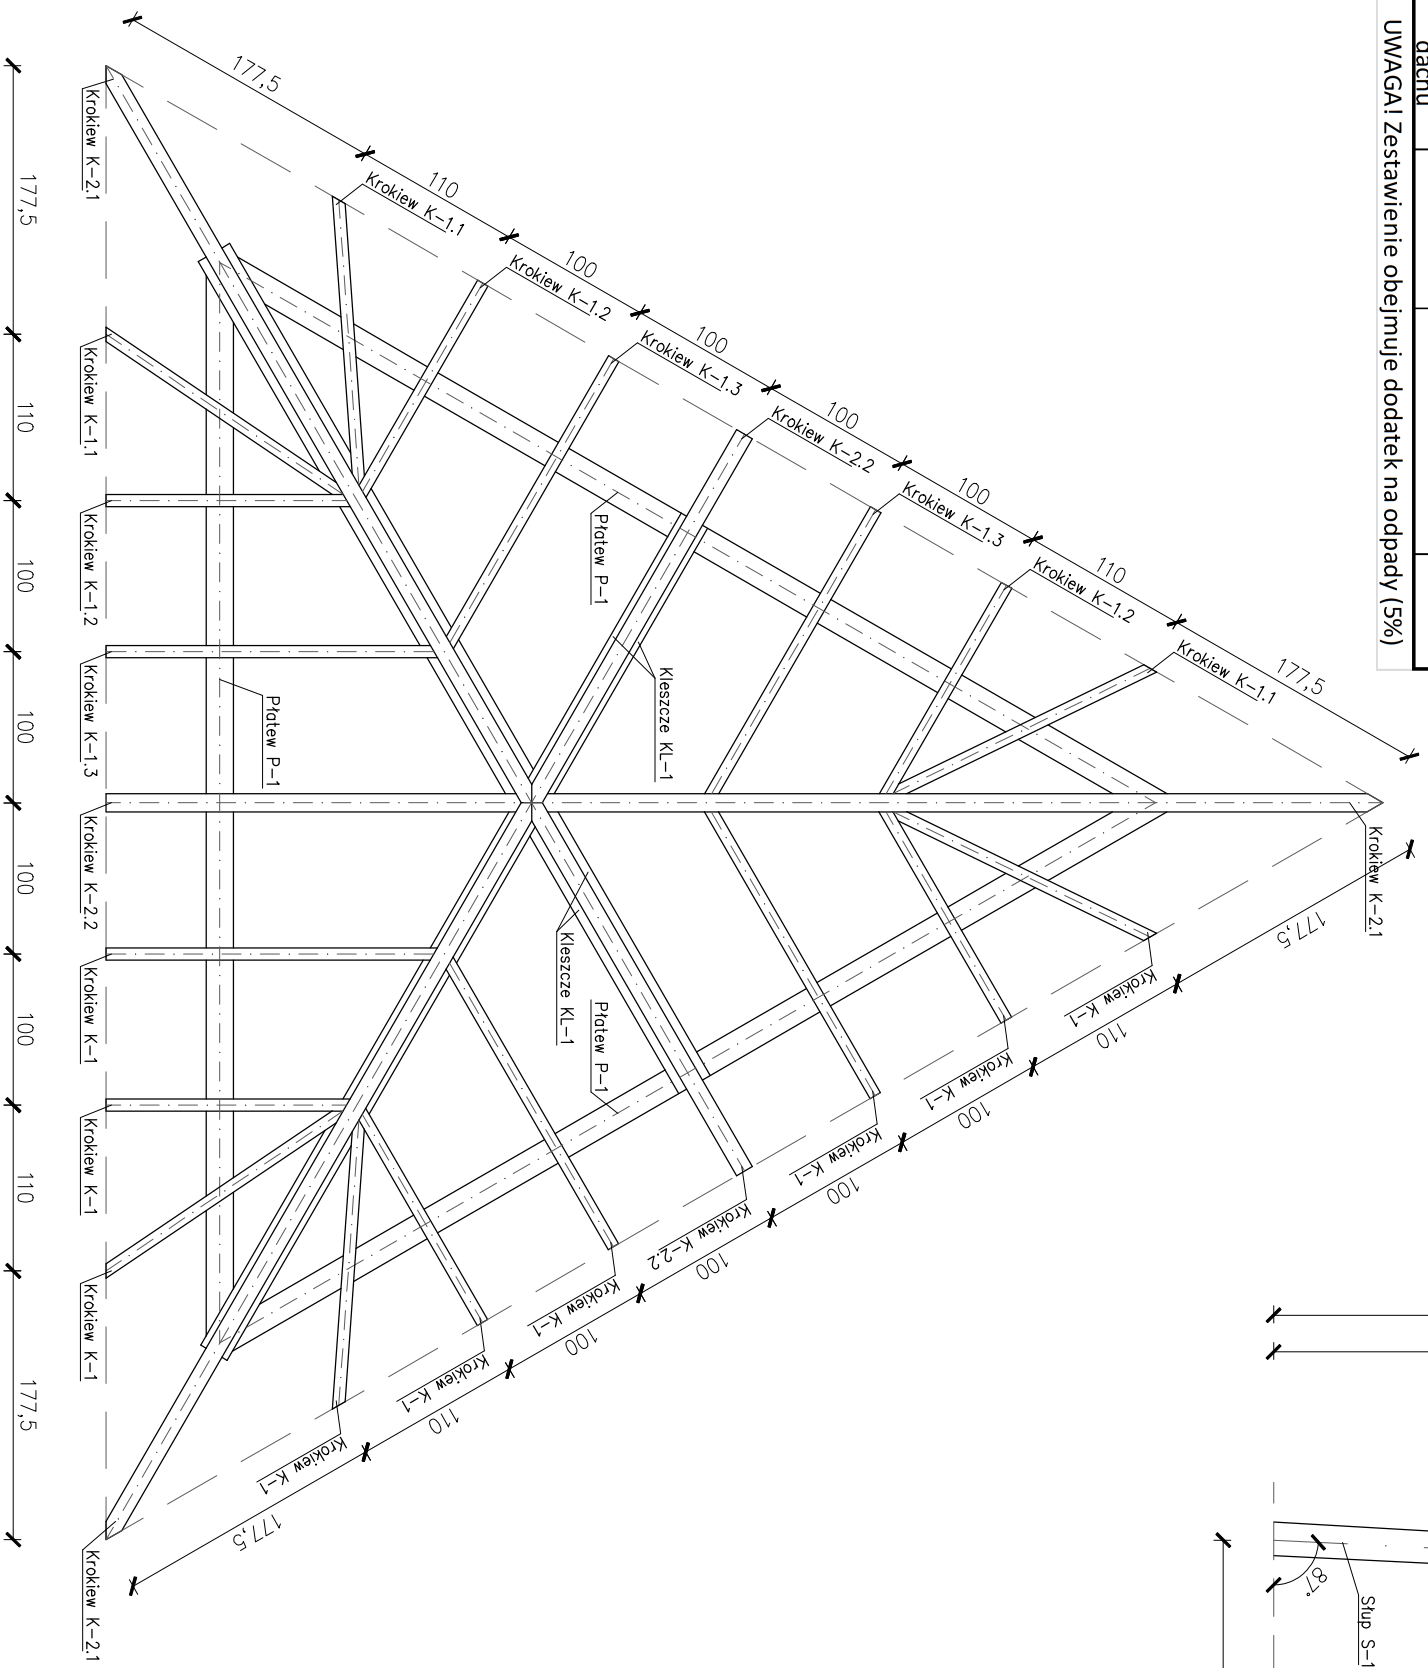 dachu
UWAGA! Zestawienie obejmuje dodatek na odpady (5%)
177,5
110
100
100
100
100
110
177,5
Krokiew K-1.1
Krokiew K-1.2
Krokiew K-1.3
Krokiew K-2.2
Krokiew K-1.3
Krokiew K-1.2
Krokiew K-1.1
Krokiew K-2.1
177,5
110
100
100
100
100
110
177,5
Krokiew K-1
Krokiew K-1
Krokiew K-1
Krokiew K-2.2
Krokiew K-1
Krokiew K-1
Krokiew K-1
Płatew P-1
Kleszcze KL-1
Kleszcze KL-1
Płatew P-1
Płatew P-1
Krokiew K-2.1
Krokiew K-1.1
Krokiew K-1.2
Krokiew K-1.3
Krokiew K-2.2
Krokiew K-1
Krokiew K-1
Krokiew K-1
Krokiew K-2.1
177,5
110
100
100
100
100
110
177,5
87°
Słup S-1